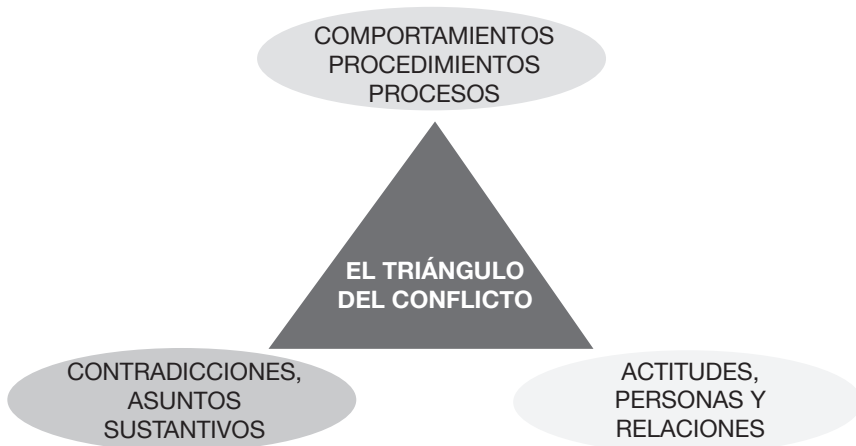 COMPORTAMIENTOS
PROCEDIMIENTOS
PROCESOS
EL TRIÁNGULO
DEL CONFLICTO
CONTRADICCIONES,
ASUNTOS
SUSTANTIVOS
ACTITUDES,
PERSONAS Y
RELACIONES